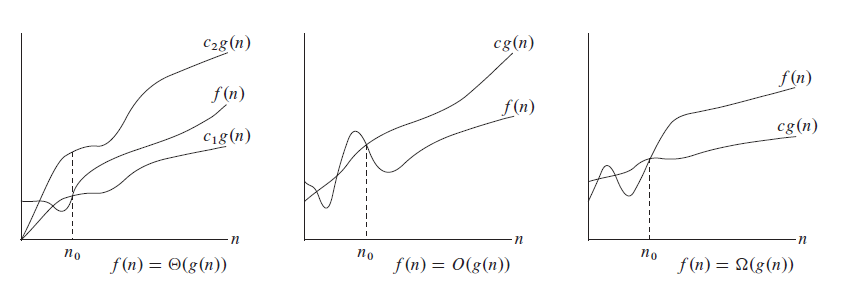 c₂g(n)
f(n)
c₁g(n)
n
n₀
f(n) = Θ(g(n))
cg(n)
f(n)
n
n₀
f(n) = O(g(n))
f(n)
cg(n)
n
n₀
f(n) = Ω(g(n))